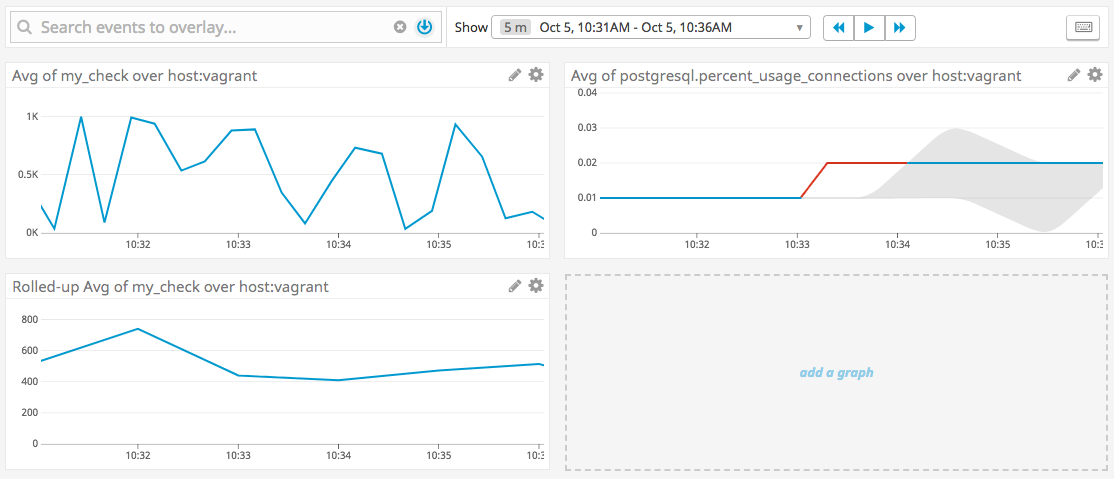 Search events to overlay...
Show 5 m Oct 5, 10:31AM - Oct 5, 10:36AM
Avg of my_check over host:vagrant
1K
0.5K
0K
10:32 10:33 10:34 10:35 10:3
Avg of postgresql.percent_usage_connections over host:vagrant
0.04
0.03
0.02
0.01
0
10:32 10:33 10:34 10:35 10:3
Rolled-up Avg of my_check over host:vagrant
800
600
400
200
0
10:32 10:33 10:34 10:35 10:3
add a graph